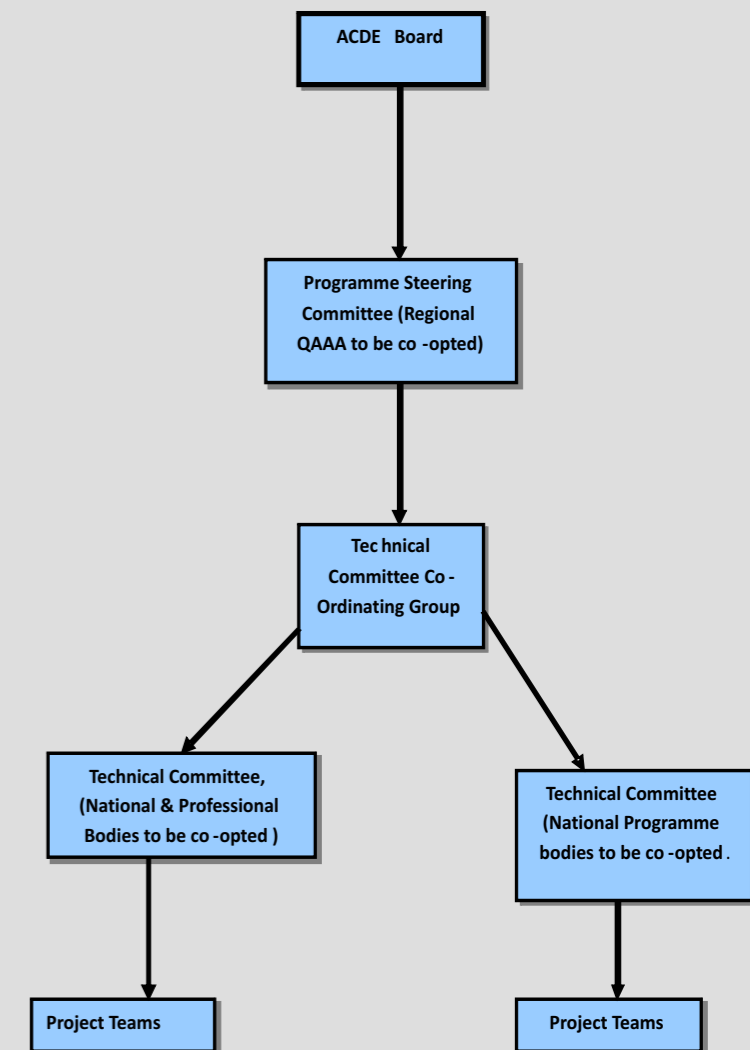 ACDE Board
Programme Steering
Committee (Regional
QAAA to be co -opted)
Tec hnical
Committee Co -
Ordinating Group
Technical Committee,
(National & Professional
Bodies to be co -opted )
Technical Committee
(National Programme
bodies to be co -opted .
Project Teams
Project Teams